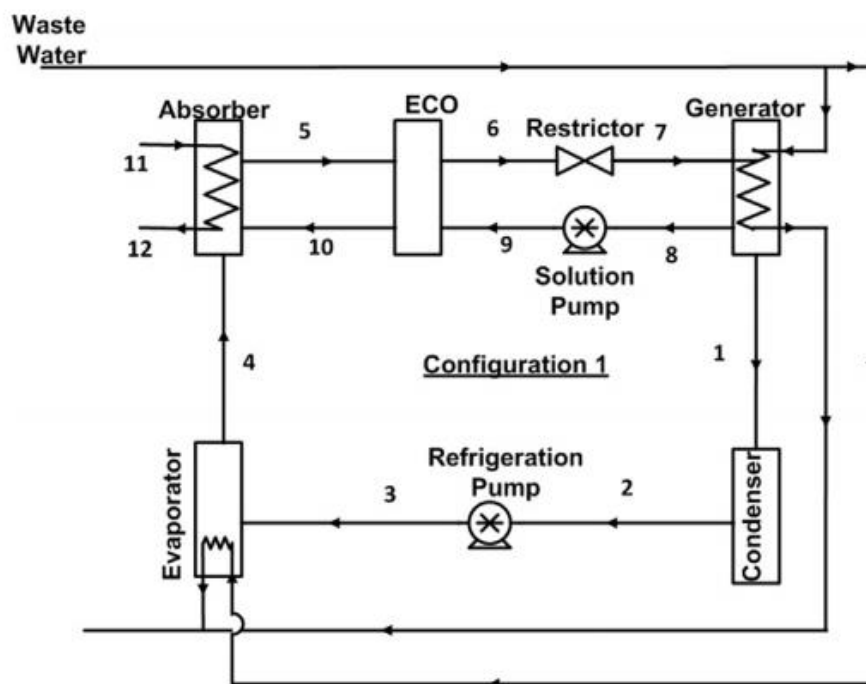 Waste
Water
Absorber
ECO
Generator
5
6
Restrictor
7
11
12
10
9
8
Solution
Pump
4
Configuration 1
1
Evaporator
Refrigeration
Pump
3
2
Condenser